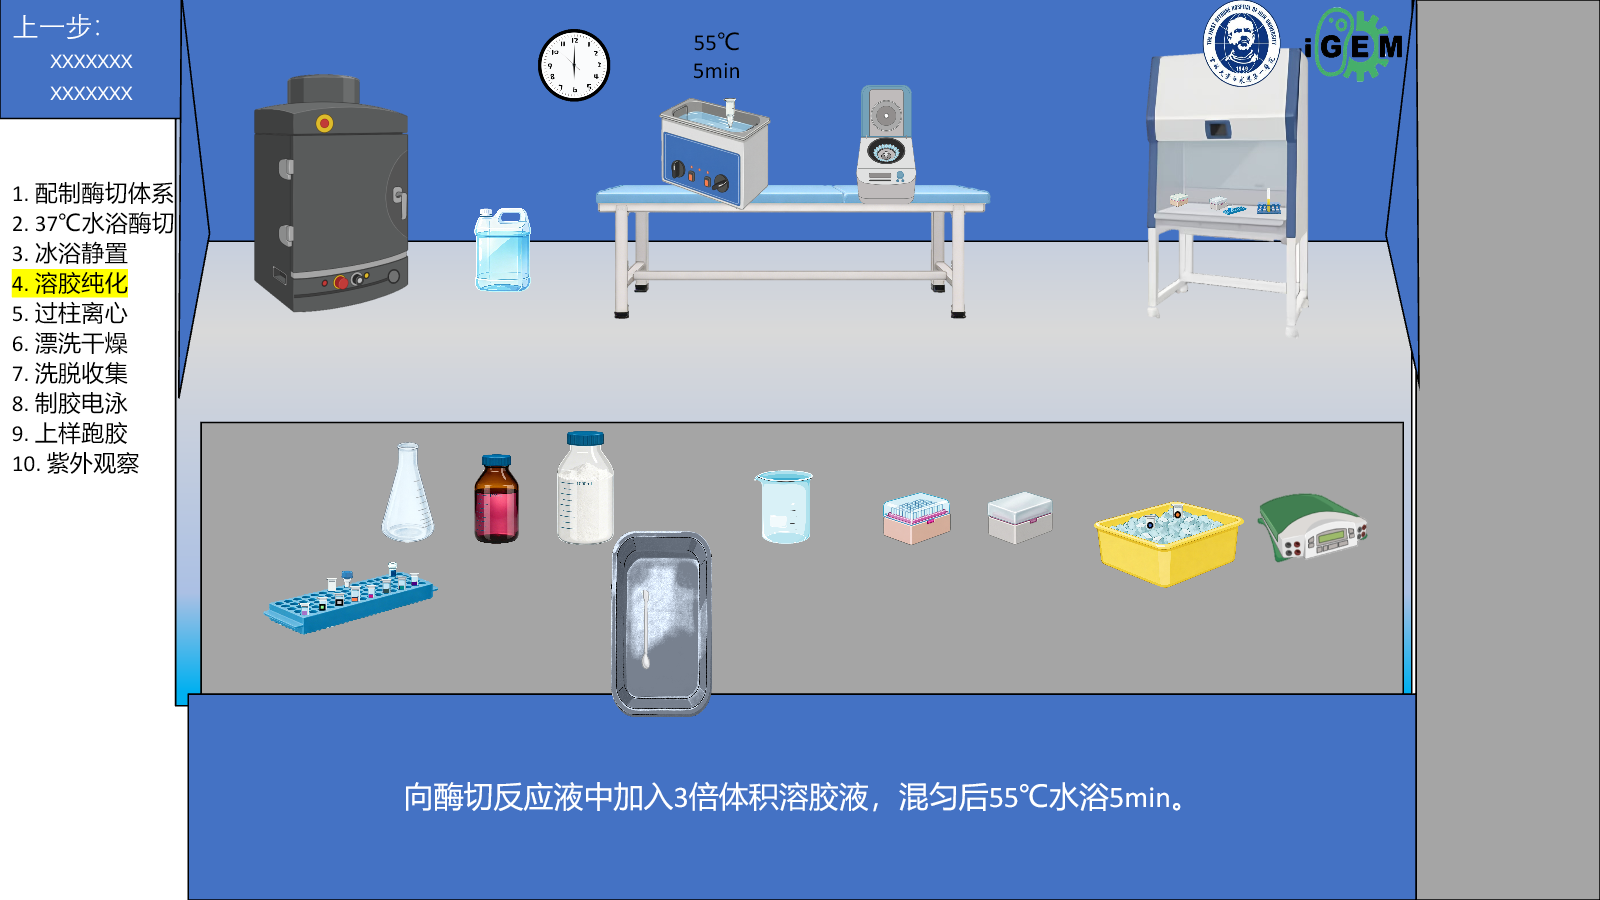 上一步：
XXXXXXX
XXXXXXX
1. 配制酶切体系
2. 37℃水浴酶切
3. 冰浴静置
4. 溶胶纯化
5. 过柱离心
6. 漂洗干燥
7. 洗脱收集
8. 制胶电泳
9. 上样跑胶
10. 紫外观察
55℃
5min
iGEM
向酶切反应液中加入3倍体积溶胶液，混匀后55℃水浴5min。